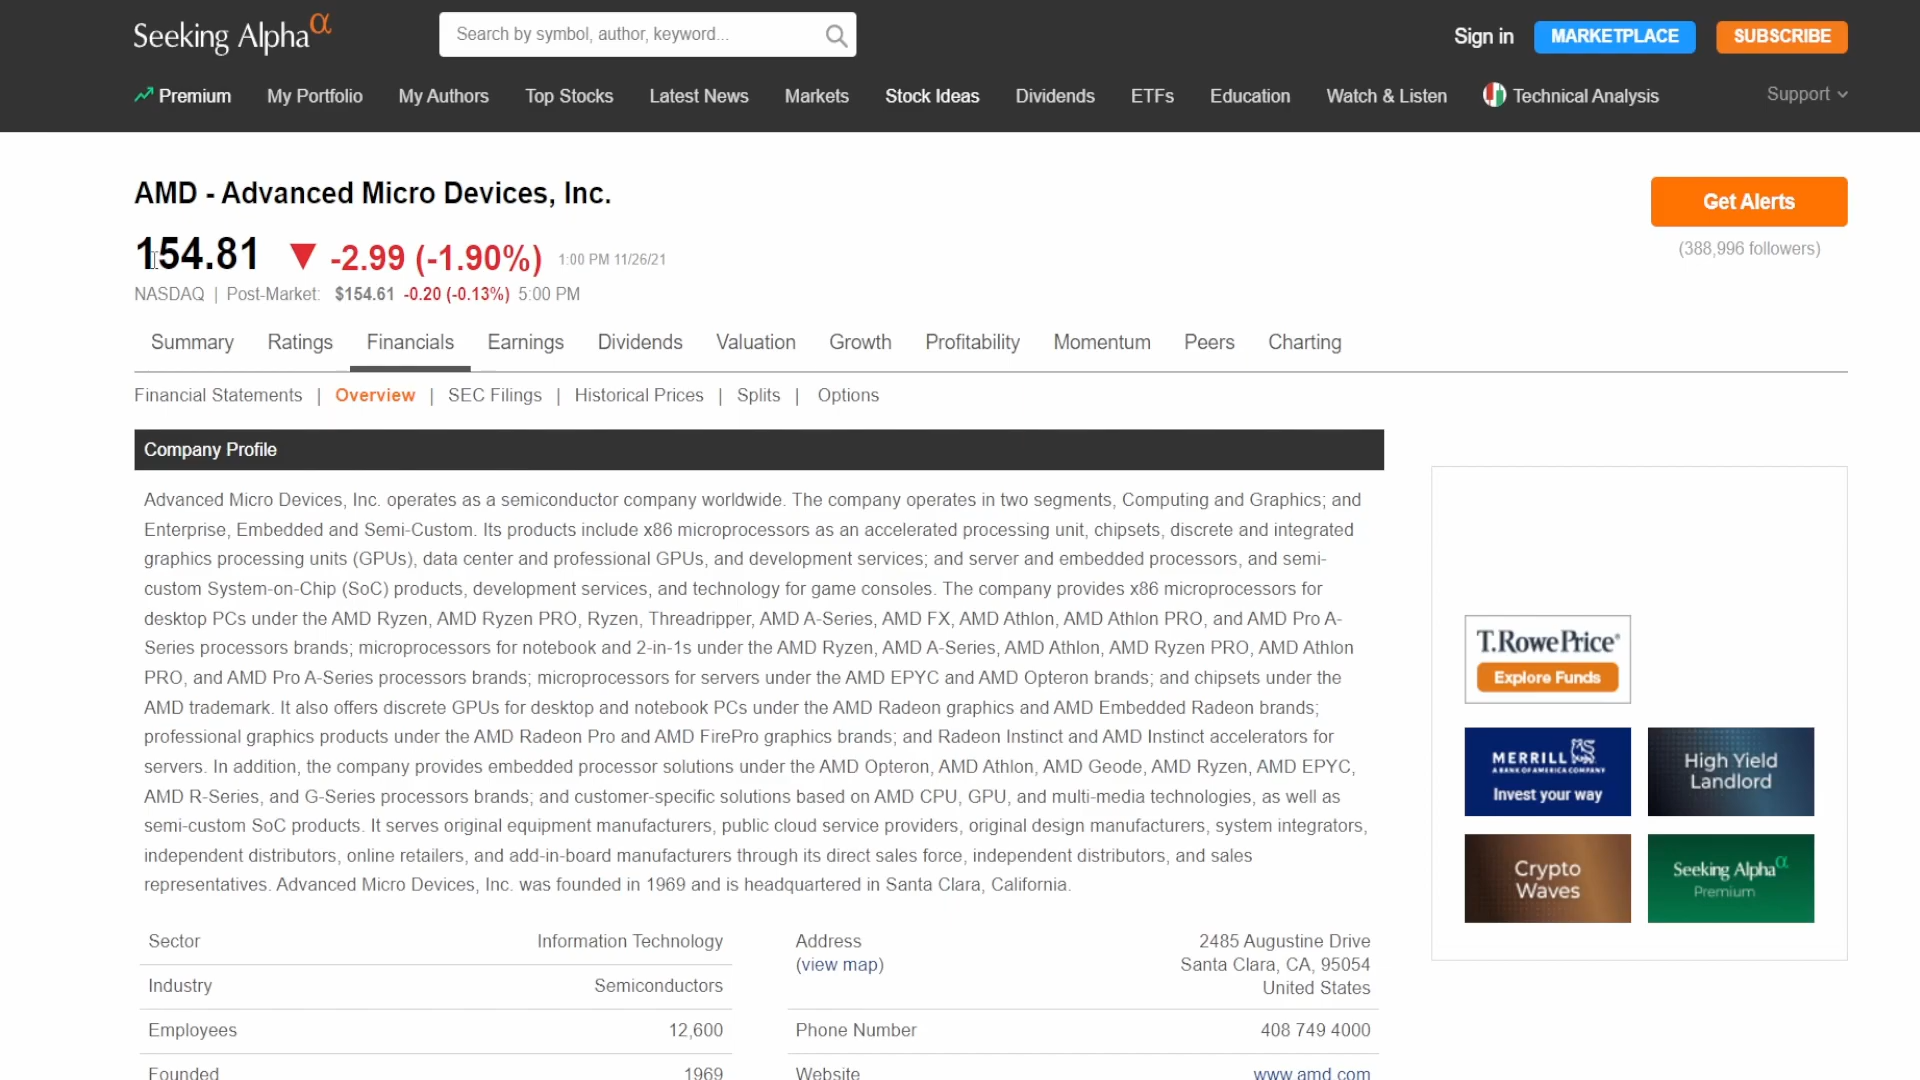 Seeking Alphaα
Search by symbol, author, keyword...
Sign in
MARKETPLACE
SUBSCRIBE
Premium
My Portfolio
My Authors
Top Stocks
Latest News
Markets
Stock Ideas
Dividends
ETFs
Education
Watch & Listen
Technical Analysis
Support
AMD - Advanced Micro Devices, Inc.
Get Alerts
154.81 ▼ -2.99 (-1.90%) 1:00 PM 11/26/21
(388,996 followers)
NASDAQ | Post-Market: $154.61 -0.20 (-0.13%) 5:00 PM
Summary Ratings Financials Earnings Dividends Valuation Growth Profitability Momentum Peers Charting
Financial Statements | Overview | SEC Filings | Historical Prices | Splits | Options
Company Profile
Advanced Micro Devices, Inc. operates as a semiconductor company worldwide. The company operates in two segments, Computing and Graphics; and
Enterprise, Embedded and Semi-Custom. Its products include x86 microprocessors as an accelerated processing unit, chipsets, discrete and integrated
graphics processing units (GPUs), data center and professional GPUs, and development services; and server and embedded processors, and semi-
custom System-on-Chip (SoC) products, development services, and technology for game consoles. The company provides x86 microprocessors for
desktop PCs under the AMD Ryzen, AMD Ryzen PRO, Ryzen, Threadripper, AMD A-Series, AMD FX, AMD Athlon, AMD Athlon PRO, and AMD Pro A-
Series processors brands; microprocessors for notebook and 2-in-1s under the AMD Ryzen, AMD A-Series, AMD Athlon, AMD Ryzen PRO, AMD Athlon
PRO, and AMD Pro A-Series processors brands; microprocessors for servers under the AMD EPYC and AMD Opteron brands; and chipsets under the
AMD trademark. It also offers discrete GPUs for desktop and notebook PCs under the AMD Radeon graphics and AMD Embedded Radeon brands;
professional graphics products under the AMD Radeon Pro and AMD FirePro graphics brands; and Radeon Instinct and AMD Instinct accelerators for
servers. In addition, the company provides embedded processor solutions under the AMD Opteron, AMD Athlon, AMD Geode, AMD Ryzen, AMD EPYC,
AMD R-Series, and G-Series processors brands; and customer-specific solutions based on AMD CPU, GPU, and multi-media technologies, as well as
semi-custom SoC products. It serves original equipment manufacturers, public cloud service providers, original design manufacturers, system integrators,
independent distributors, online retailers, and add-in-board manufacturers through its direct sales force, independent distributors, and sales
representatives. Advanced Micro Devices, Inc. was founded in 1969 and is headquartered in Santa Clara, California.
Sector Information Technology
Industry Semiconductors
Employees 12,600
Founded 1969
Address 2485 Augustine Drive
(view map) Santa Clara, CA, 95054
United States
Phone Number 408 749 4000
Website www.amd.com
T.RowePrice®
Explore Funds
MERRILL
A BANK OF AMERICA COMPANY
Invest your way
High Yield
Landlord
Crypto
Waves
Seeking Alphaα
Premium